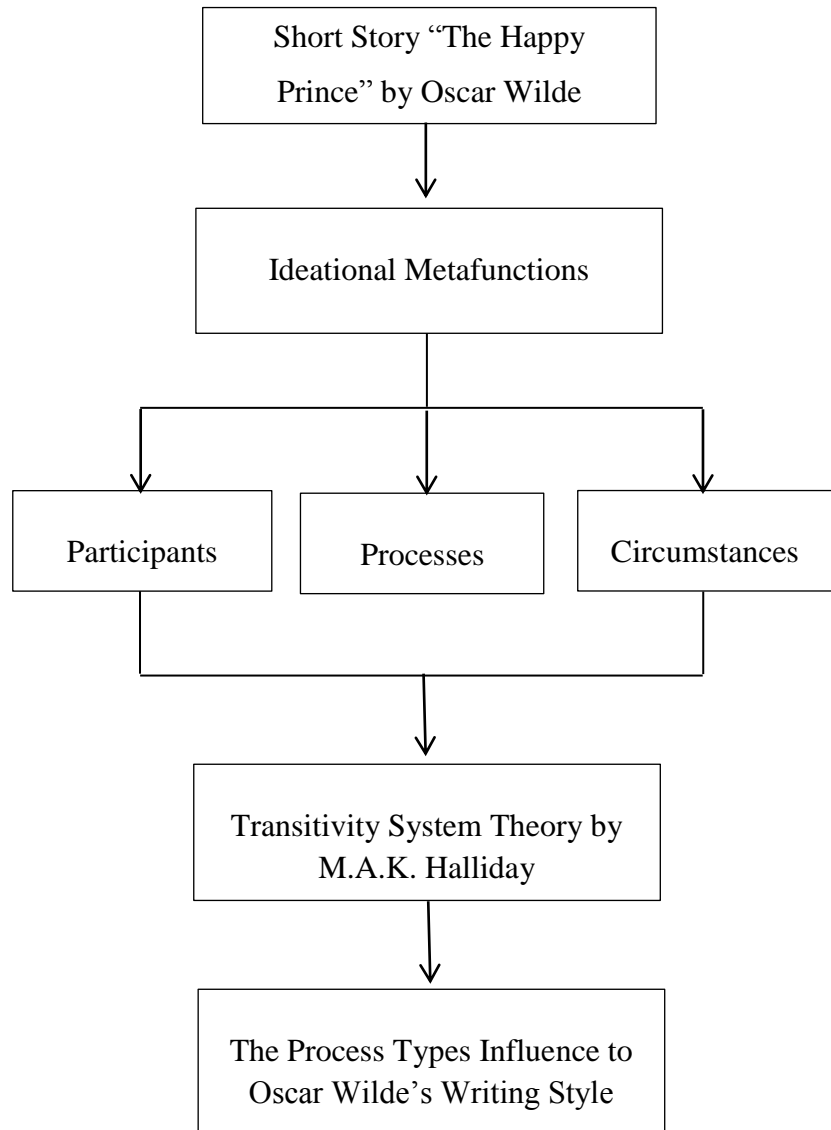 Short Story “The Happy
Prince” by Oscar Wilde
Ideational Metafunctions
Participants
Processes
Circumstances
Transitivity System Theory by
M.A.K. Halliday
The Process Types Influence to
Oscar Wilde’s Writing Style